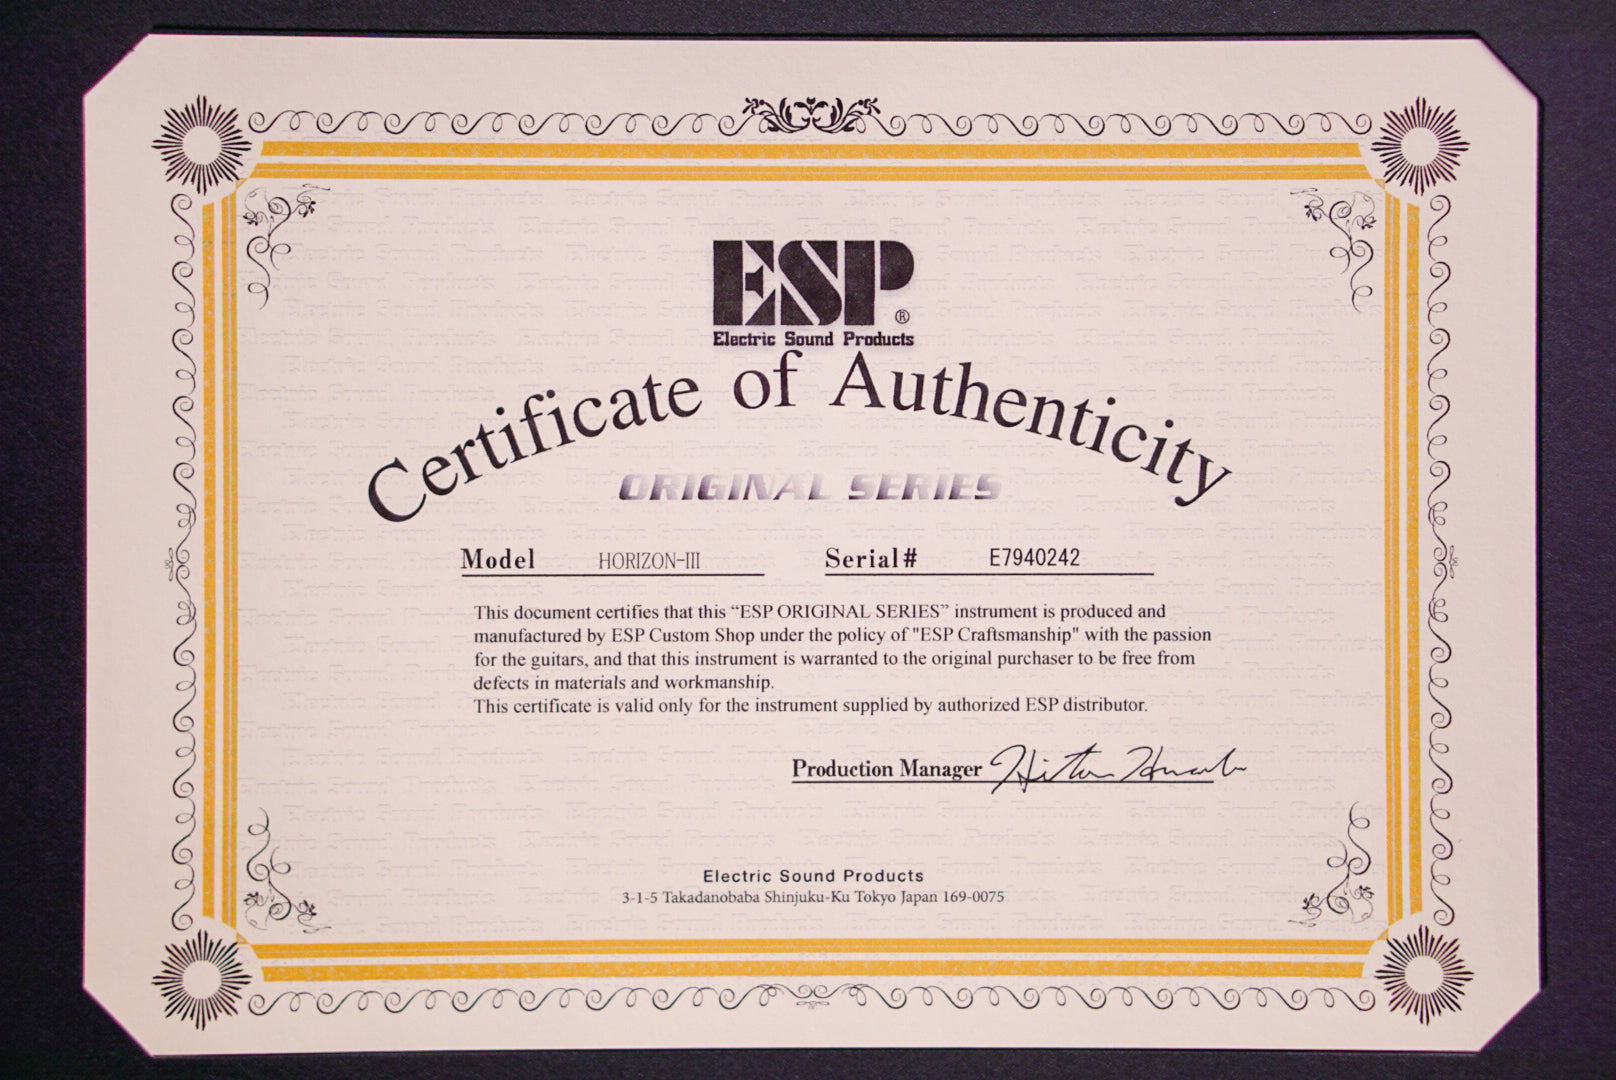 ESP®
Electric Sound Products
Certificate of Authenticity
ORIGINAL SERIES
Model HORIZON-III Serial# E7940242
This document certifies that this “ESP ORIGINAL SERIES” instrument is produced and
manufactured by ESP Custom Shop under the policy of "ESP Craftsmanship" with the passion
for the guitars, and that this instrument is warranted to the original purchaser to be free from
defects in materials and workmanship.
This certificate is valid only for the instrument supplied by authorized ESP distributor.
Production Manager
Electric Sound Products
3-1-5 Takadanobaba Shinjuku-Ku Tokyo Japan 169-0075